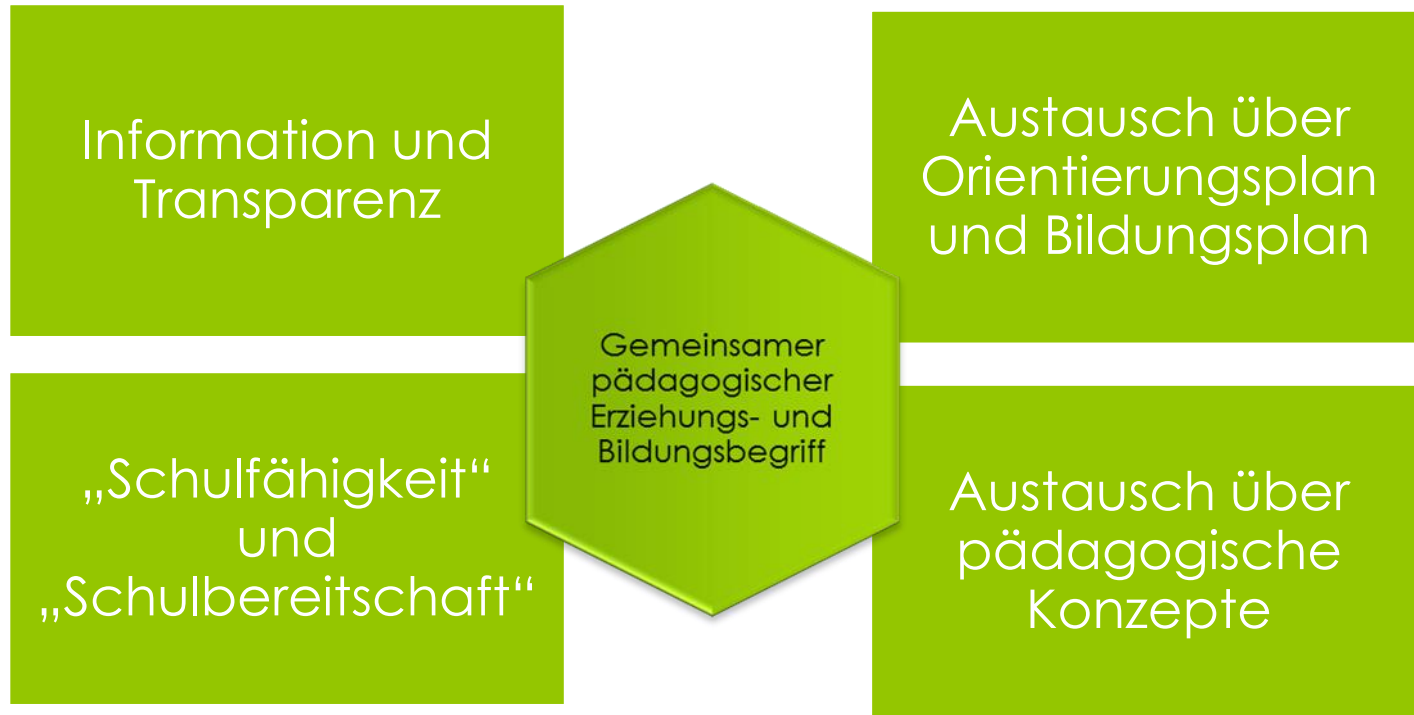 Information und
Transparenz
Austausch über
Orientierungsplan
und Bildungsplan
Gemeinsamer
pädagogischer
Erziehungs- und
Bildungsbegriff
„Schulfähigkeit“
und
„Schulbereitschaft“
Austausch über
pädagogische
Konzepte